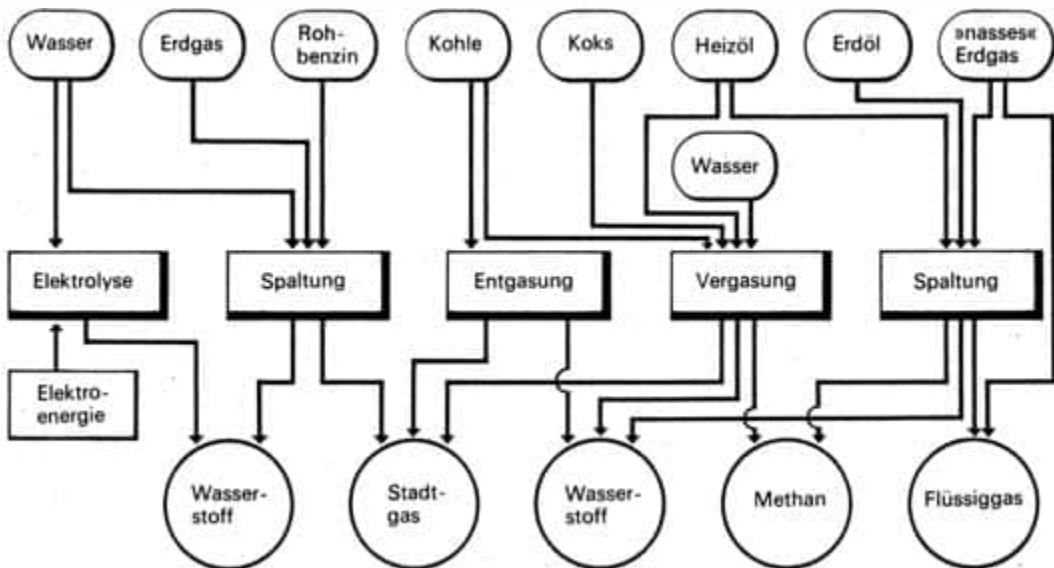 Wasser
Erdgas
Roh-
benzin
Kohle
Koks
Heizöl
Erdöl
»nasses«
Erdgas
Wasser
Elektrolyse
Spaltung
Entgasung
Vergasung
Spaltung
Elektro-
energie
Wasser-
stoff
Stadt-
gas
Wasser-
stoff
Methan
Flüssiggas